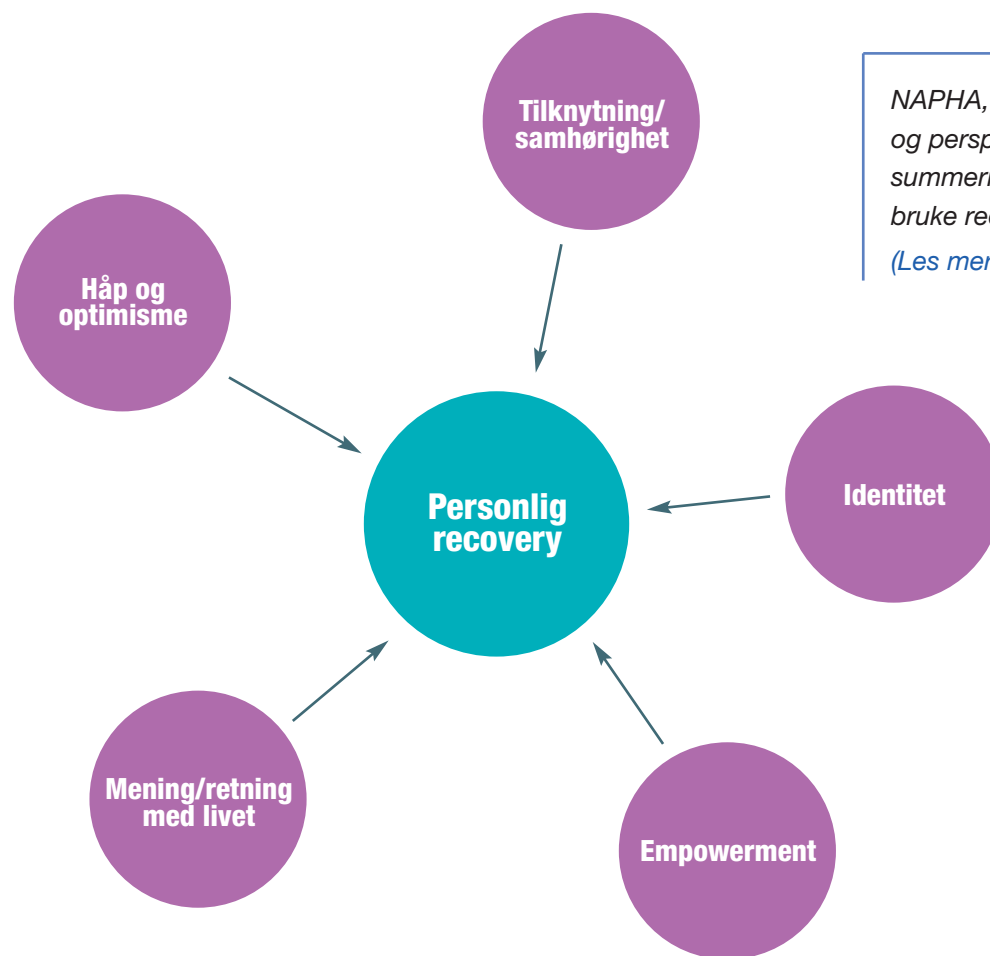 Tilknytning/
samhørighet
NAPHA,
og persp
summeri
bruke rec
(Les mer
Håp og
optimisme
Personlig
recovery
Identitet
Mening/retning
med livet
Empowerment